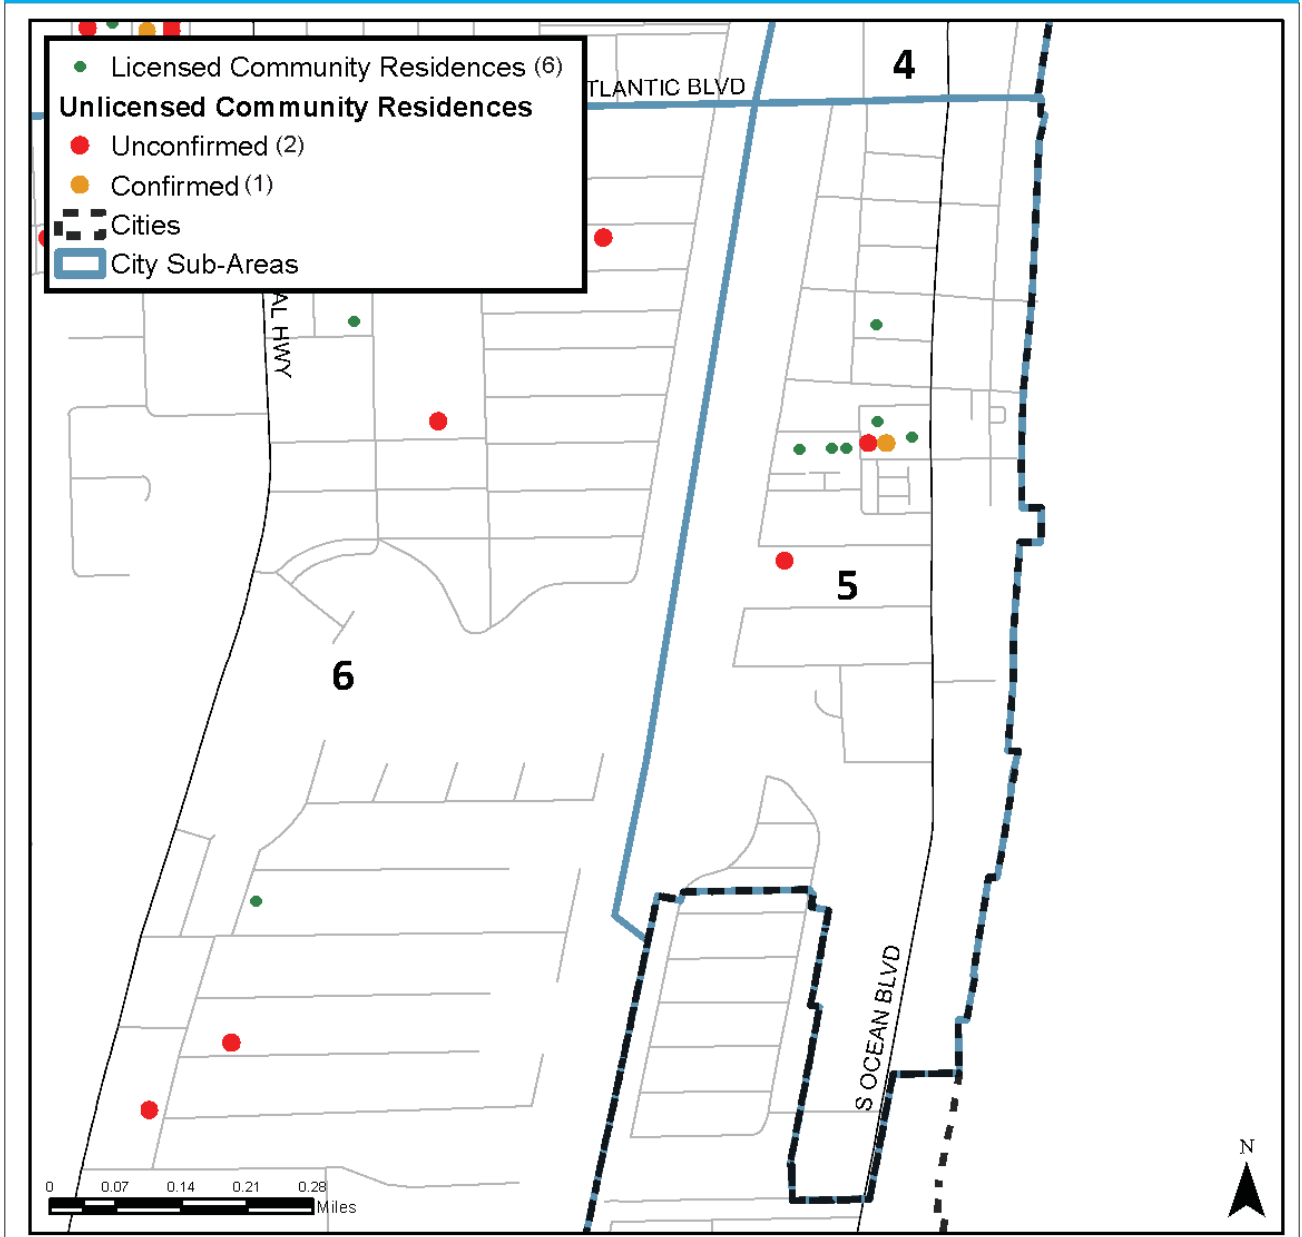 4
Licensed Community Residences (6)
TLANTIC BLVD
Unlicensed Community Residences
Unconfirmed (2)
Confirmed (1)
Cities
City Sub-Areas
AL HWY
5
6
S OCEAN BLVD
N
0 0.07 0.14 0.21 0.28
Miles